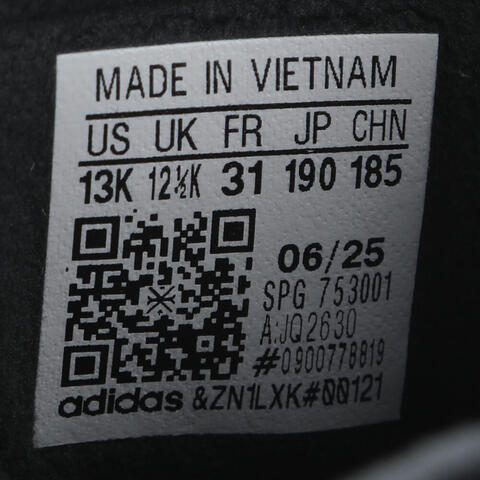 MADE IN VIETNAM
US UK FR JP CHN
13K 12½K 31 190 185
06/25
SPG 753001
A:JQ2630
#0900778819
adidas &ZN1LXK#00121